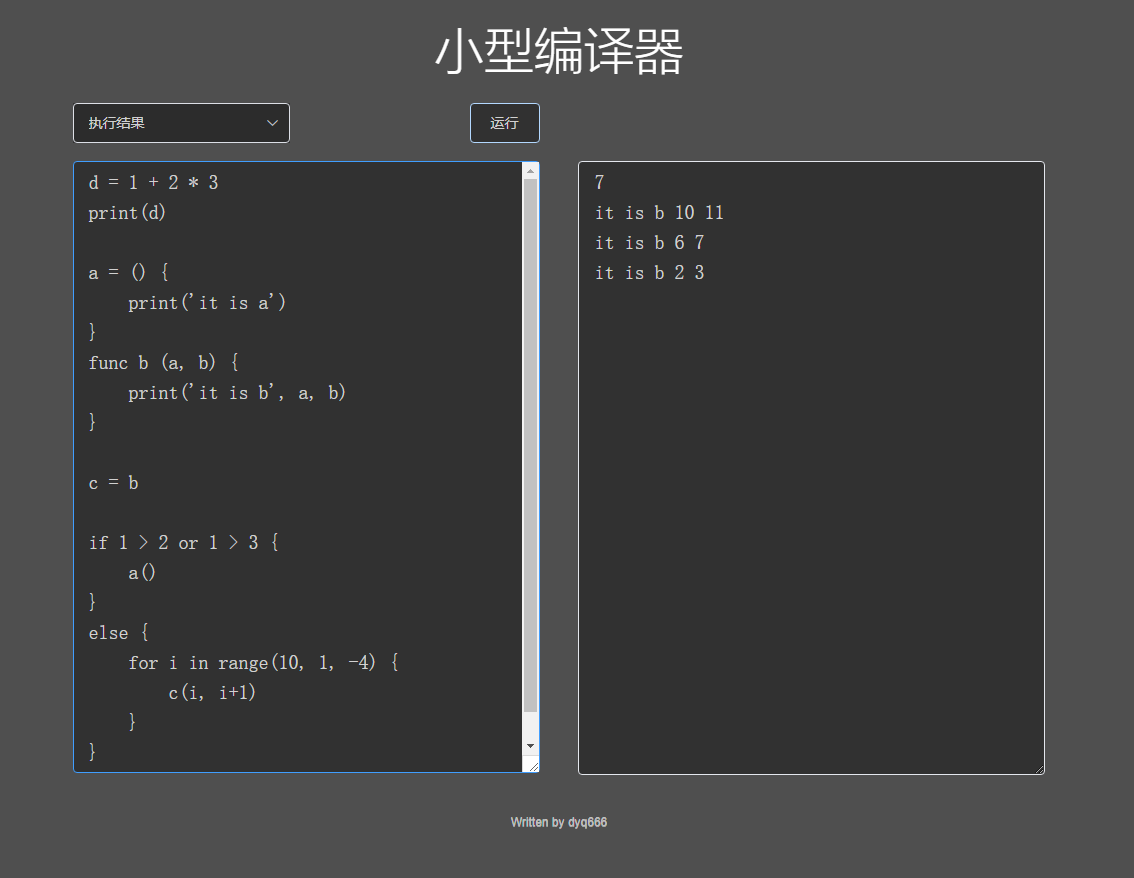 小型编译器
执行结果
运行
d = 1 + 2 * 3
print(d)
a = () {
    print('it is a')
}
func b (a, b) {
    print('it is b', a, b)
}
c = b
if 1 > 2 or 1 > 3 {
    a()
}
else {
    for i in range(10, 1, -4) {
        c(i, i+1)
    }
}
7
it is b 10 11
it is b 6 7
it is b 2 3
Written by dyq666